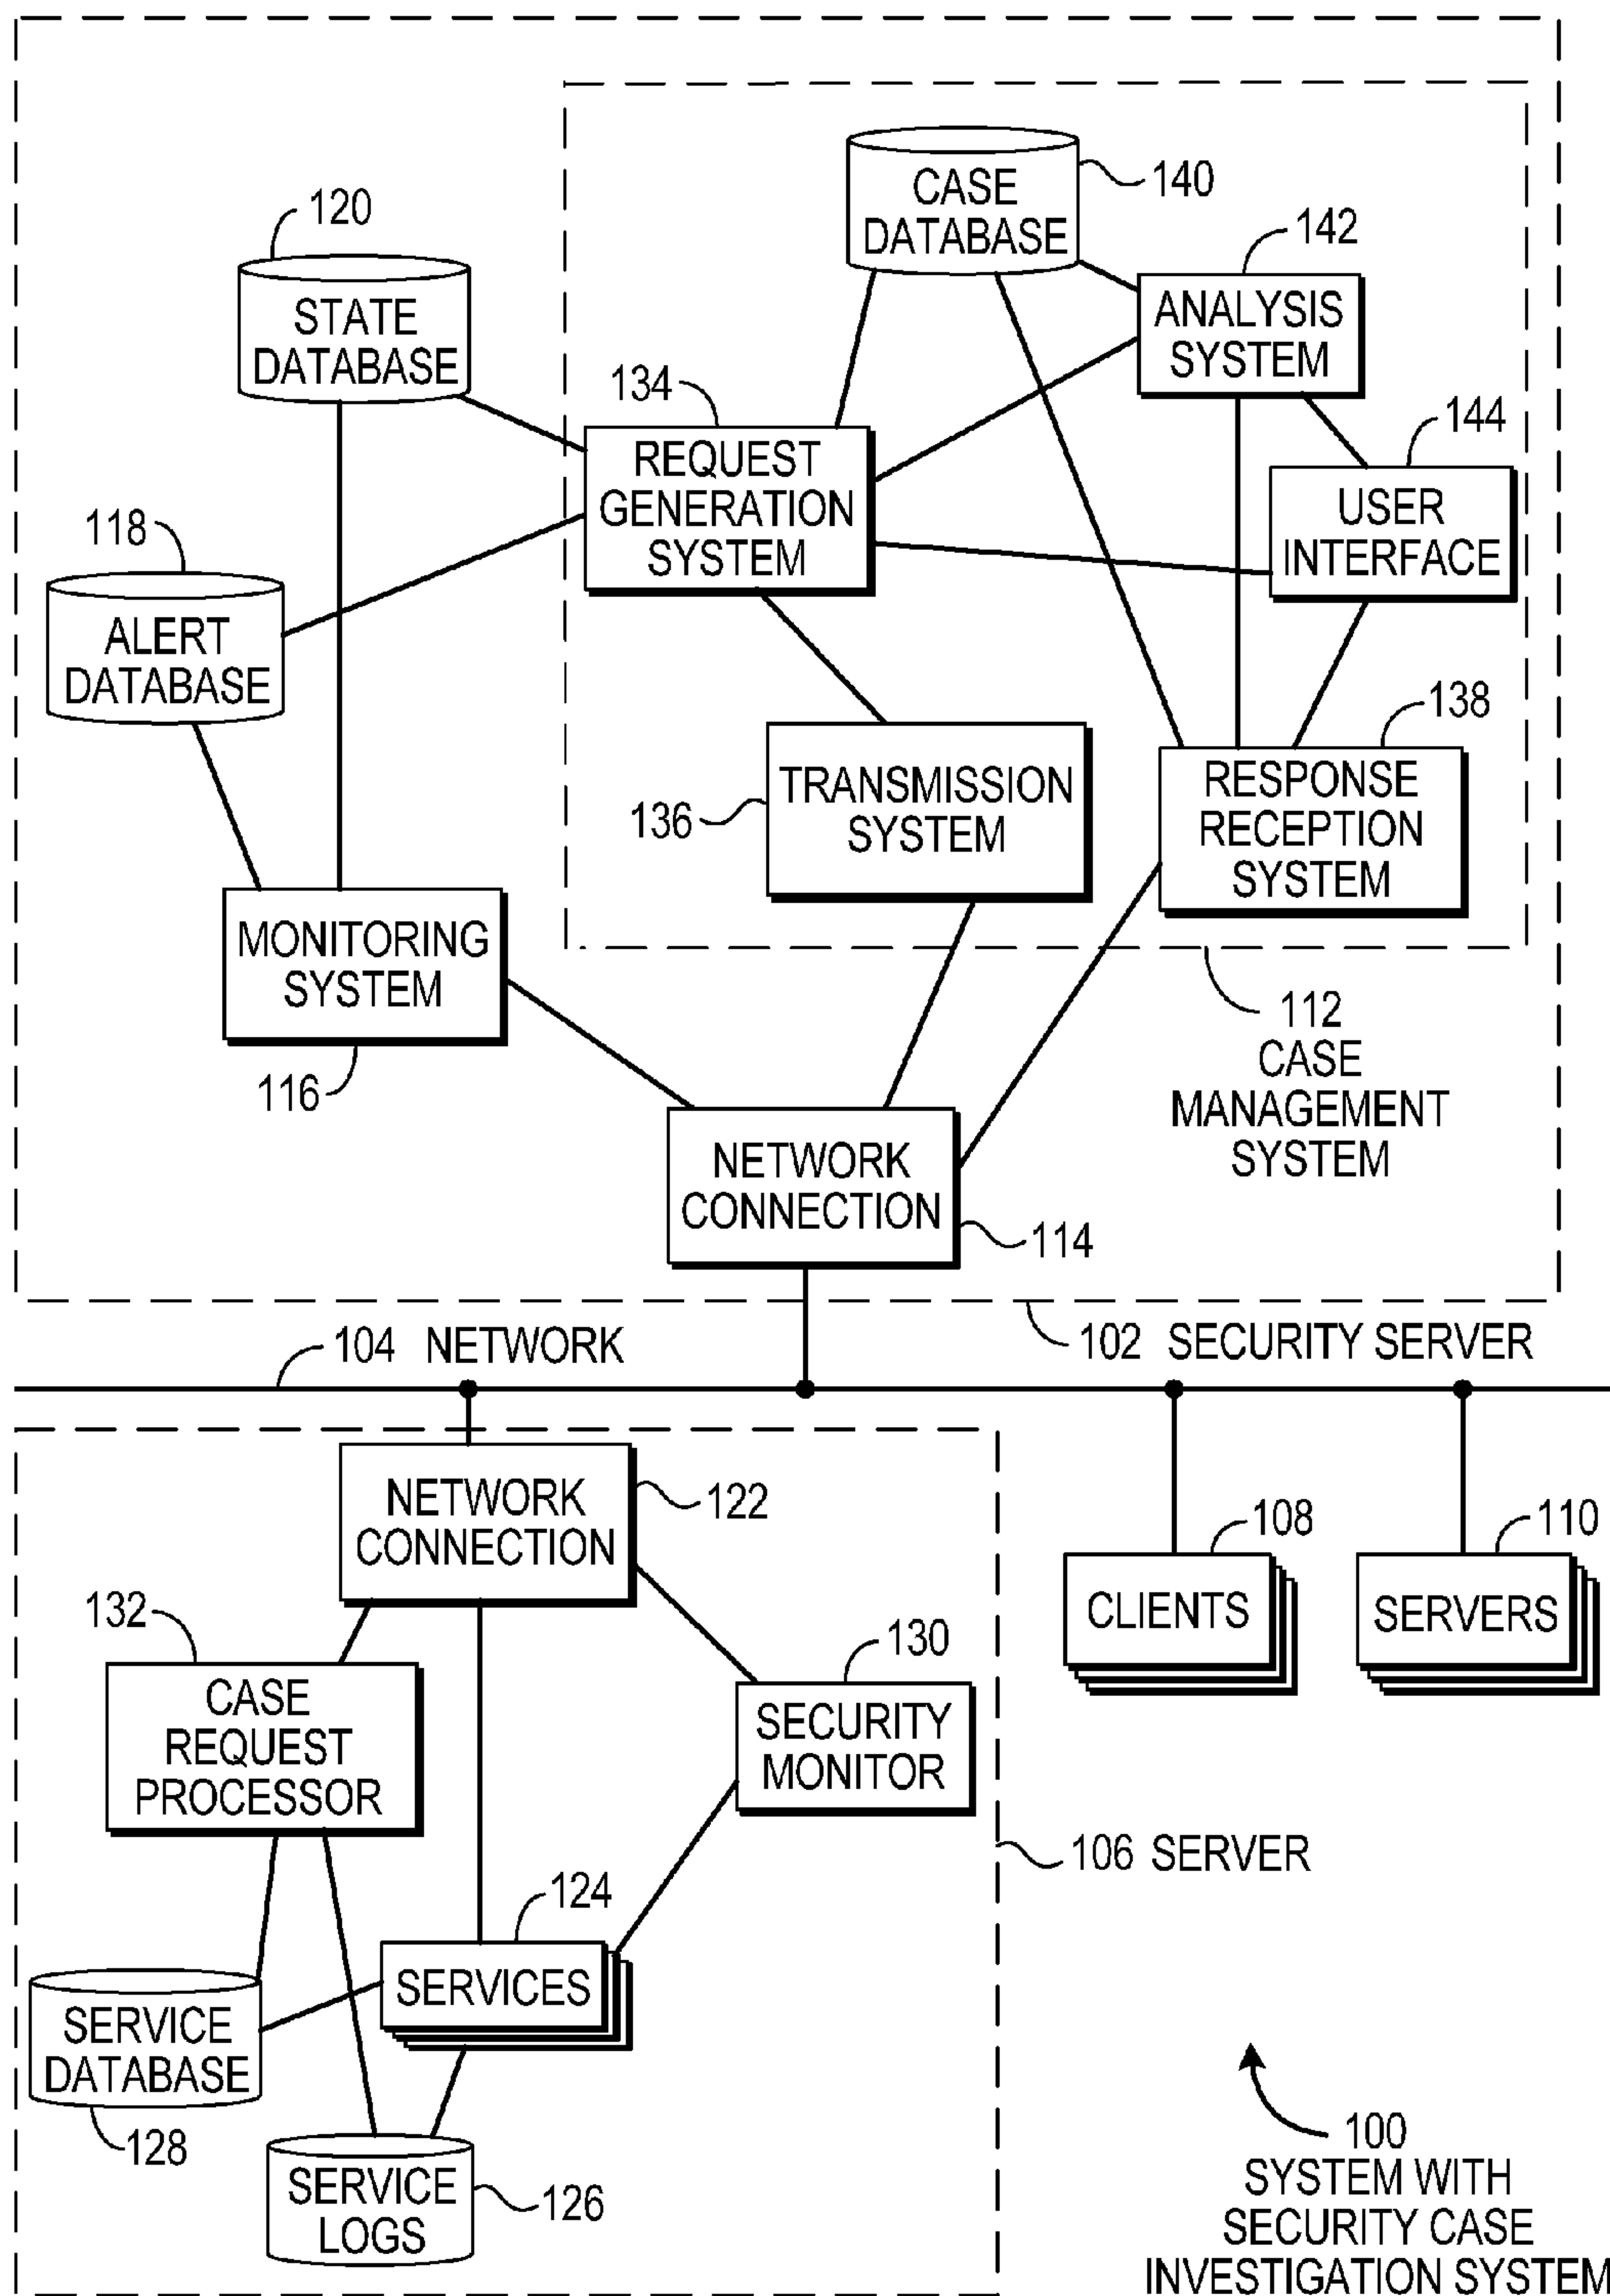 120
STATE
DATABASE
CASE
DATABASE
140
142
ANALYSIS
SYSTEM
134
REQUEST
GENERATION
SYSTEM
144
USER
INTERFACE
118
ALERT
DATABASE
136
TRANSMISSION
SYSTEM
138
RESPONSE
RECEPTION
SYSTEM
MONITORING
SYSTEM
116
112
CASE
MANAGEMENT
SYSTEM
NETWORK
CONNECTION
114
104 NETWORK
102 SECURITY SERVER
NETWORK
CONNECTION
122
108
CLIENTS
110
SERVERS
132
CASE
REQUEST
PROCESSOR
130
SECURITY
MONITOR
106 SERVER
124
SERVICES
SERVICE
DATABASE
128
SERVICE
LOGS
126
100
SYSTEM WITH
SECURITY CASE
INVESTIGATION SYSTEM